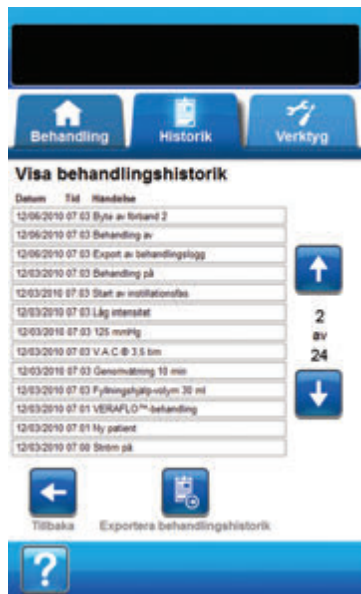 Behandling
Historik
Verktyg
Visa behandlingshistorik
Datum Tid Händelse
12/06/2010 07:03 Byte av förband 2
12/06/2010 07:03 Behandling av
12/06/2010 07:03 Export av behandlingslogg
12/03/2010 07:03 Behandling på
12/03/2010 07:03 Start av instillationsfas
12/03/2010 07:03 Låg intensitet
12/03/2010 07:03 125 mmHg
12/03/2010 07:03 V.A.C.® 3,5 tim
12/03/2010 07:03 Genomvätning 10 min
12/03/2010 07:03 Fyllningshjälp-volym 30 ml
12/03/2010 07:01 VERAFLO™-behandling
12/03/2010 07:01 Ny patient
12/03/2010 07:00 Ström på
2
av
24
Tillbaka
Exportera behandlingshistorik
?